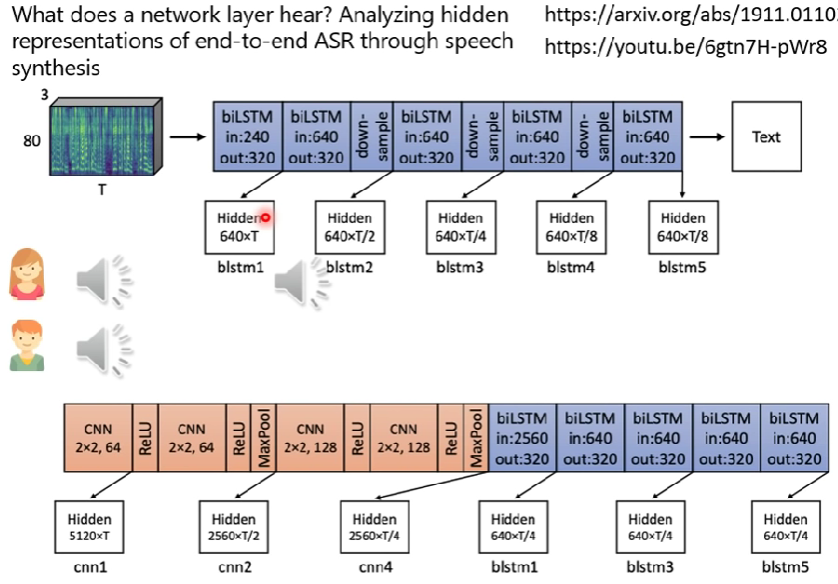 What does a network layer hear? Analyzing hidden
representations of end-to-end ASR through speech
synthesis
https://arxiv.org/abs/1911.0110
https://youtu.be/6gtn7H-pWr8
3
80
T
biLSTM
in:240
out:320
biLSTM
in:640
out:320
down-
sample
biLSTM
in:640
out:320
down-
sample
biLSTM
in:640
out:320
down-
sample
biLSTM
in:640
out:320
Text
Hidden
640×T
blstm1
Hidden
640×T/2
blstm2
Hidden
640×T/4
blstm3
Hidden
640×T/8
blstm4
Hidden
640×T/8
blstm5
CNN
2×2, 64
ReLU
CNN
2×2, 64
ReLU
MaxPool
CNN
2×2, 128
ReLU
CNN
2×2, 128
ReLU
MaxPool
biLSTM
in:2560
out:320
biLSTM
in:640
out:320
biLSTM
in:640
out:320
biLSTM
in:640
out:320
biLSTM
in:640
out:320
Hidden
5120×T
cnn1
Hidden
2560×T/2
cnn2
Hidden
2560×T/4
cnn4
Hidden
640×T/4
blstm1
Hidden
640×T/4
blstm3
Hidden
640×T/4
blstm5